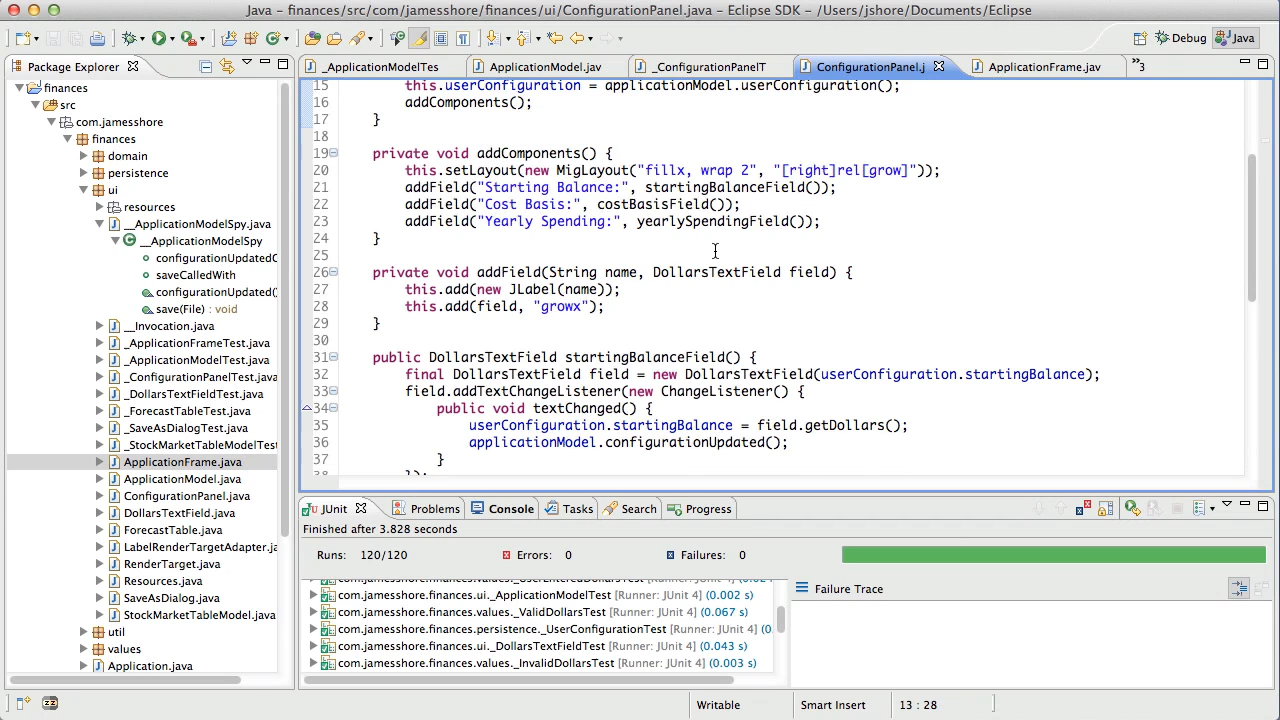 Java - finances/src/com/jamesshore/finances/ui/ConfigurationPanel.java - Eclipse SDK - /Users/jshore/Documents/Eclipse
Debug
Java
Package Explorer
_ApplicationModelTes
ApplicationModel.jav
_ConfigurationPanelT
ConfigurationPanel.j
ApplicationFrame.jav
»3
finances
src
com.jamesshore
finances
domain
persistence
ui
resources
__ApplicationModelSpy.java
__ApplicationModelSpy
configurationUpdatedC
saveCalledWith
configurationUpdated()
save(File) : void
__Invocation.java
_ApplicationFrameTest.java
_ApplicationModelTest.java
_ConfigurationPanelTest.java
_DollarsTextFieldTest.java
_ForecastTableTest.java
_SaveAsDialogTest.java
_StockMarketTableModelTest
ApplicationFrame.java
ApplicationModel.java
ConfigurationPanel.java
DollarsTextField.java
ForecastTable.java
LabelRenderTargetAdapter.ja
RenderTarget.java
Resources.java
SaveAsDialog.java
StockMarketTableModel.java
util
values
Application.java
15 this.userConfiguration = applicationModel.userConfiguration();
16 addComponents();
17 }
18
19 private void addComponents() {
20 this.setLayout(new MigLayout("fillx, wrap 2", "[right]rel[grow]"));
21 addField("Starting Balance:", startingBalanceField());
22 addField("Cost Basis:", costBasisField());
23 addField("Yearly Spending:", yearlySpendingField());
24 }
25
26 private void addField(String name, DollarsTextField field) {
27 this.add(new JLabel(name));
28 this.add(field, "growx");
29 }
30
31 public DollarsTextField startingBalanceField() {
32 final DollarsTextField field = new DollarsTextField(userConfiguration.startingBalance);
33 field.addTextChangeListener(new ChangeListener() {
34 public void textChanged() {
35 userConfiguration.startingBalance = field.getDollars();
36 applicationModel.configurationUpdated();
37 }
38 });
JUnit
Problems
Console
Tasks
Search
Progress
Finished after 3.828 seconds
Runs: 120/120
Errors: 0
Failures: 0
com.jamesshore.finances.values._UserEnteredDollarsTest [Runner: JUnit 4] (0.02
com.jamesshore.finances.ui._ApplicationModelTest [Runner: JUnit 4] (0.002 s)
com.jamesshore.finances.values._ValidDollarsTest [Runner: JUnit 4] (0.067 s)
com.jamesshore.finances.persistence._UserConfigurationTest [Runner: JUnit 4] (0.
com.jamesshore.finances.ui._DollarsTextFieldTest [Runner: JUnit 4] (0.043 s)
com.jamesshore.finances.values._InvalidDollarsTest [Runner: JUnit 4] (0.003 s)
Failure Trace
Writable
Smart Insert
13 : 28